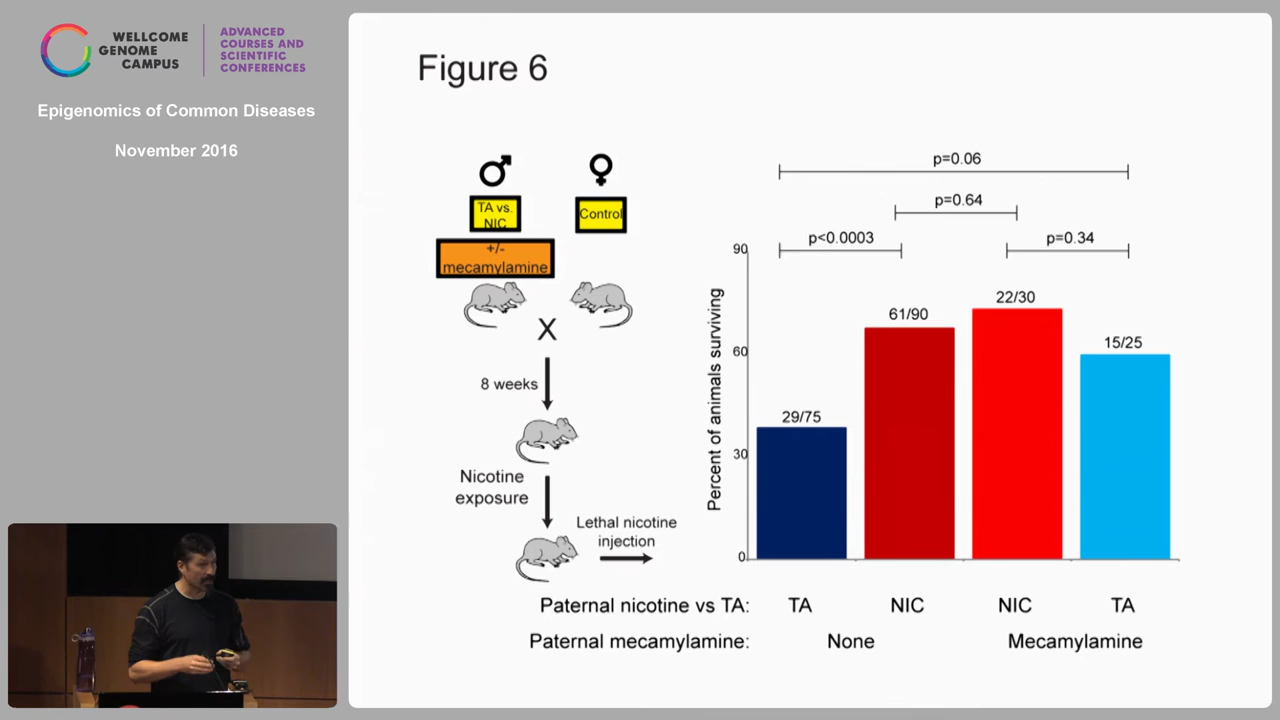 WELLCOME
GENOME
CAMPUS
ADVANCED
COURSES AND
SCIENTIFIC
CONFERENCES
Epigenomics of Common Diseases
November 2016
Figure 6
TA vs.
NIC
Control
+/-
mecamylamine
X
8 weeks
Nicotine
exposure
Lethal nicotine
injection
p=0.06
p=0.64
p<0.0003
p=0.34
Percent of animals surviving
90
60
30
0
29/75
61/90
22/30
15/25
Paternal nicotine vs TA: TA NIC NIC TA
Paternal mecamylamine: None Mecamylamine